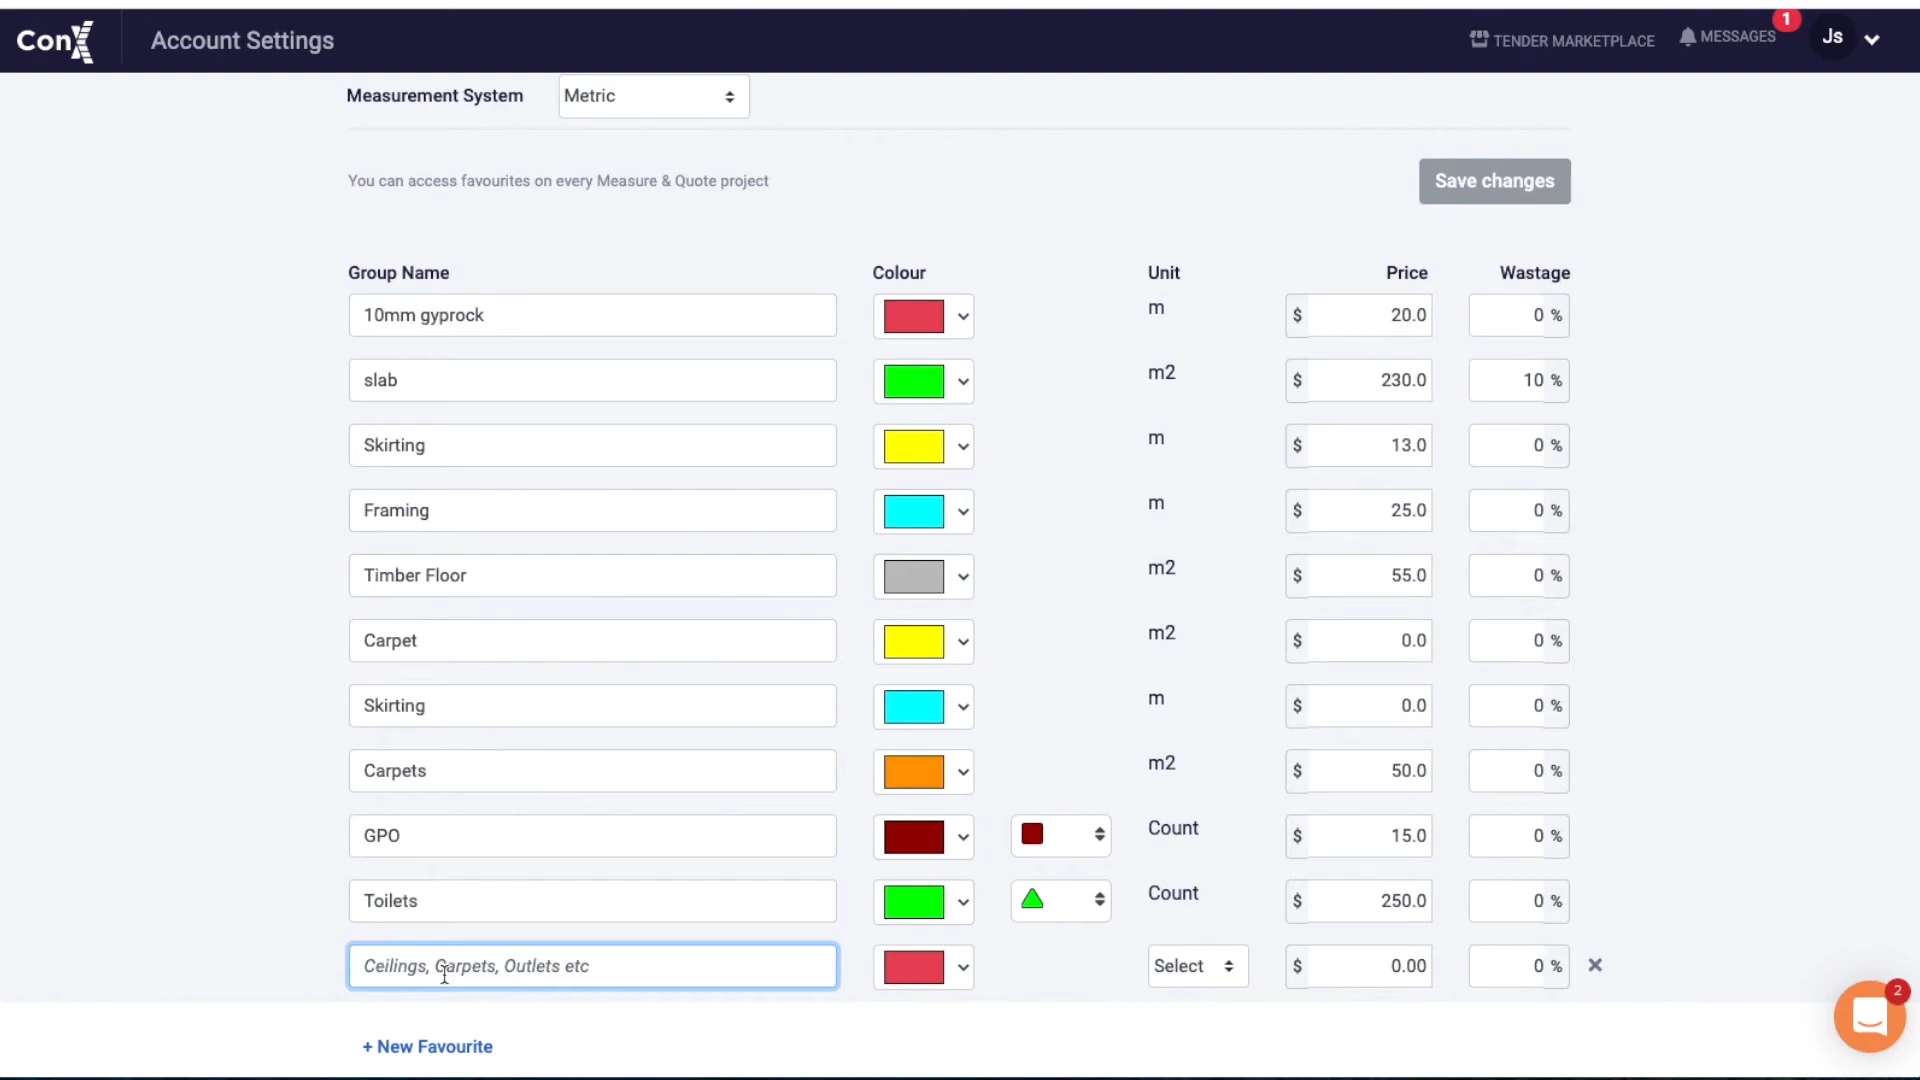 ConX
Account Settings
TENDER MARKETPLACE
MESSAGES
1
Js
Measurement System
Metric
You can access favourites on every Measure & Quote project
Save changes
Group Name Colour Unit Price Wastage
10mm gyprock m $ 20.0 0 %
slab m2 $ 230.0 10 %
Skirting m $ 13.0 0 %
Framing m $ 25.0 0 %
Timber Floor m2 $ 55.0 0 %
Carpet m2 $ 0.0 0 %
Skirting m $ 0.0 0 %
Carpets m2 $ 50.0 0 %
GPO Count $ 15.0 0 %
Toilets Count $ 250.0 0 %
Ceilings, Carpets, Outlets etc Select $ 0.00 0 %
2
+ New Favourite